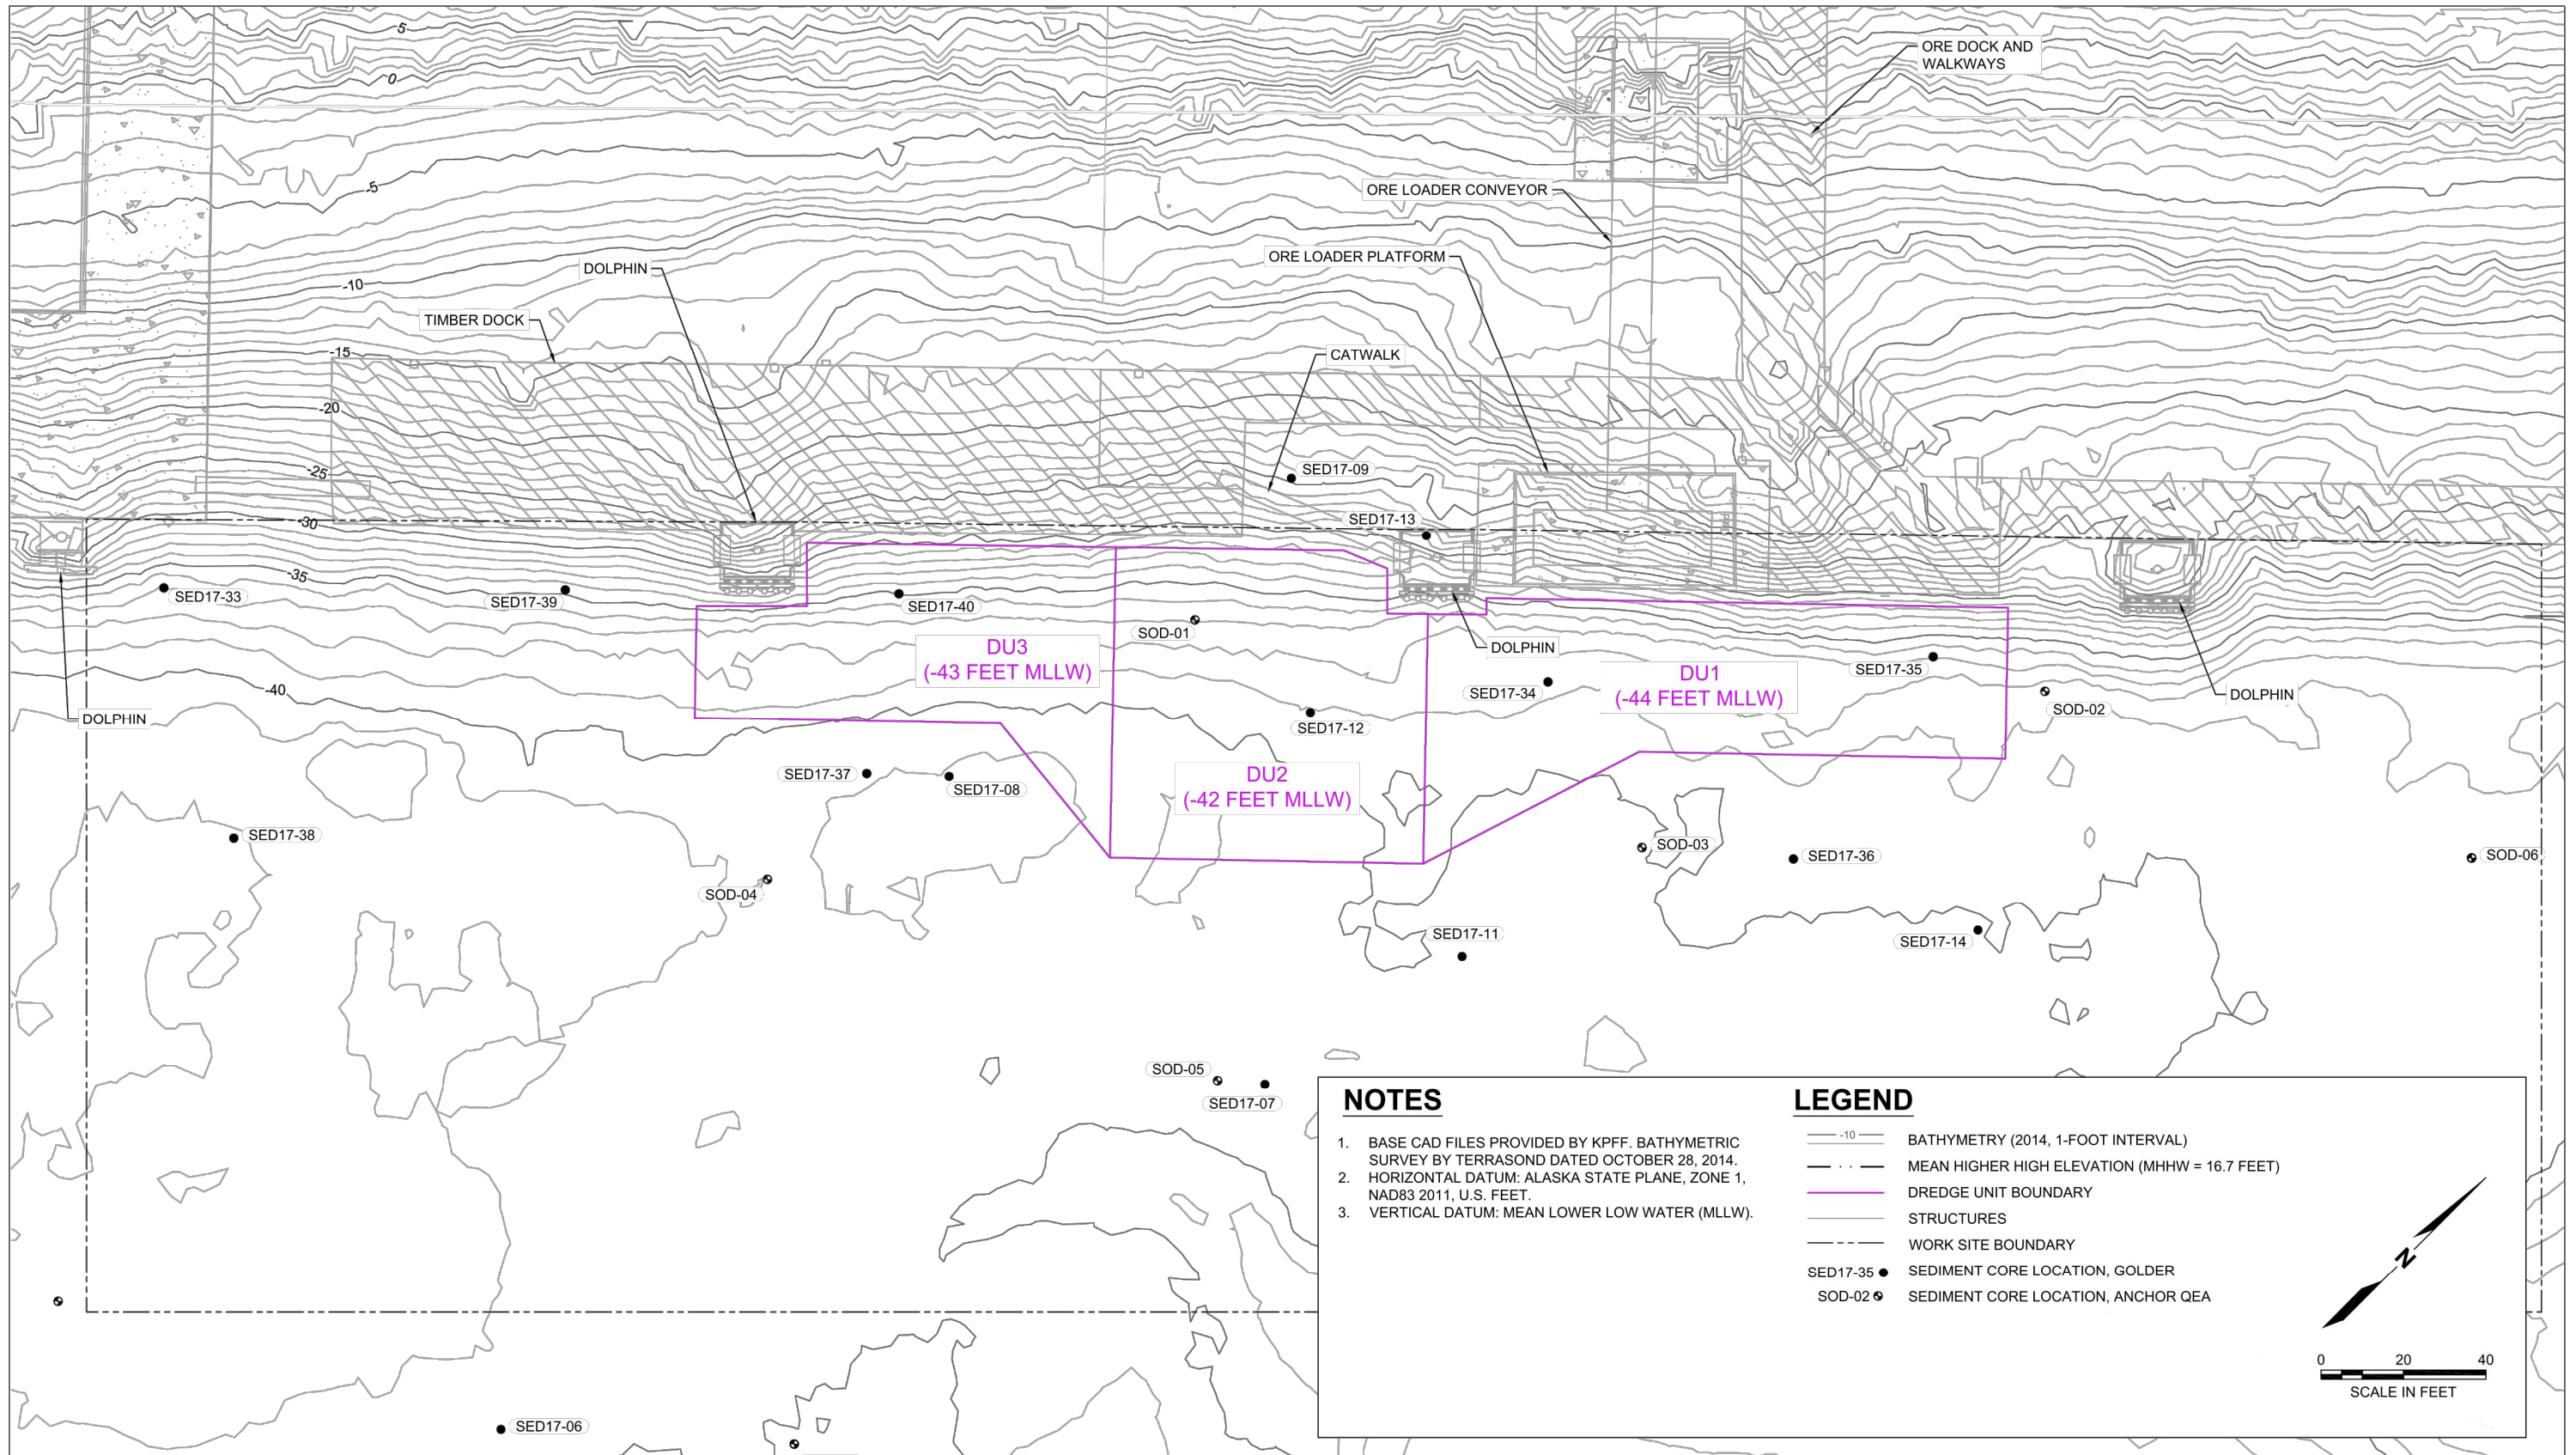 5
0
-5
-10
-15
-20
-25
-30
-35
-40
ORE DOCK AND
WALKWAYS
ORE LOADER CONVEYOR
ORE LOADER PLATFORM
DOLPHIN
TIMBER DOCK
CATWALK
SED17-09
SED17-13
SED17-33
SED17-39
SED17-40
SOD-01
DOLPHIN
DU3
(-43 FEET MLLW)
DU1
(-44 FEET MLLW)
SED17-35
SED17-34
DOLPHIN
SOD-02
DOLPHIN
SED17-12
SED17-37
SED17-08
DU2
(-42 FEET MLLW)
SED17-38
SOD-03
SED17-36
SOD-06
SOD-04
SED17-11
SED17-14
SOD-05
SED17-07
SED17-06
NOTES
1. BASE CAD FILES PROVIDED BY KPFF. BATHYMETRIC
SURVEY BY TERRASOND DATED OCTOBER 28, 2014.
2. HORIZONTAL DATUM: ALASKA STATE PLANE, ZONE 1,
NAD83 2011, U.S. FEET.
3. VERTICAL DATUM: MEAN LOWER LOW WATER (MLLW).
LEGEND
-10 BATHYMETRY (2014, 1-FOOT INTERVAL)
MEAN HIGHER HIGH ELEVATION (MHHW = 16.7 FEET)
DREDGE UNIT BOUNDARY
STRUCTURES
WORK SITE BOUNDARY
SED17-35 SEDIMENT CORE LOCATION, GOLDER
SOD-02 SEDIMENT CORE LOCATION, ANCHOR QEA
N
0 20 40
SCALE IN FEET